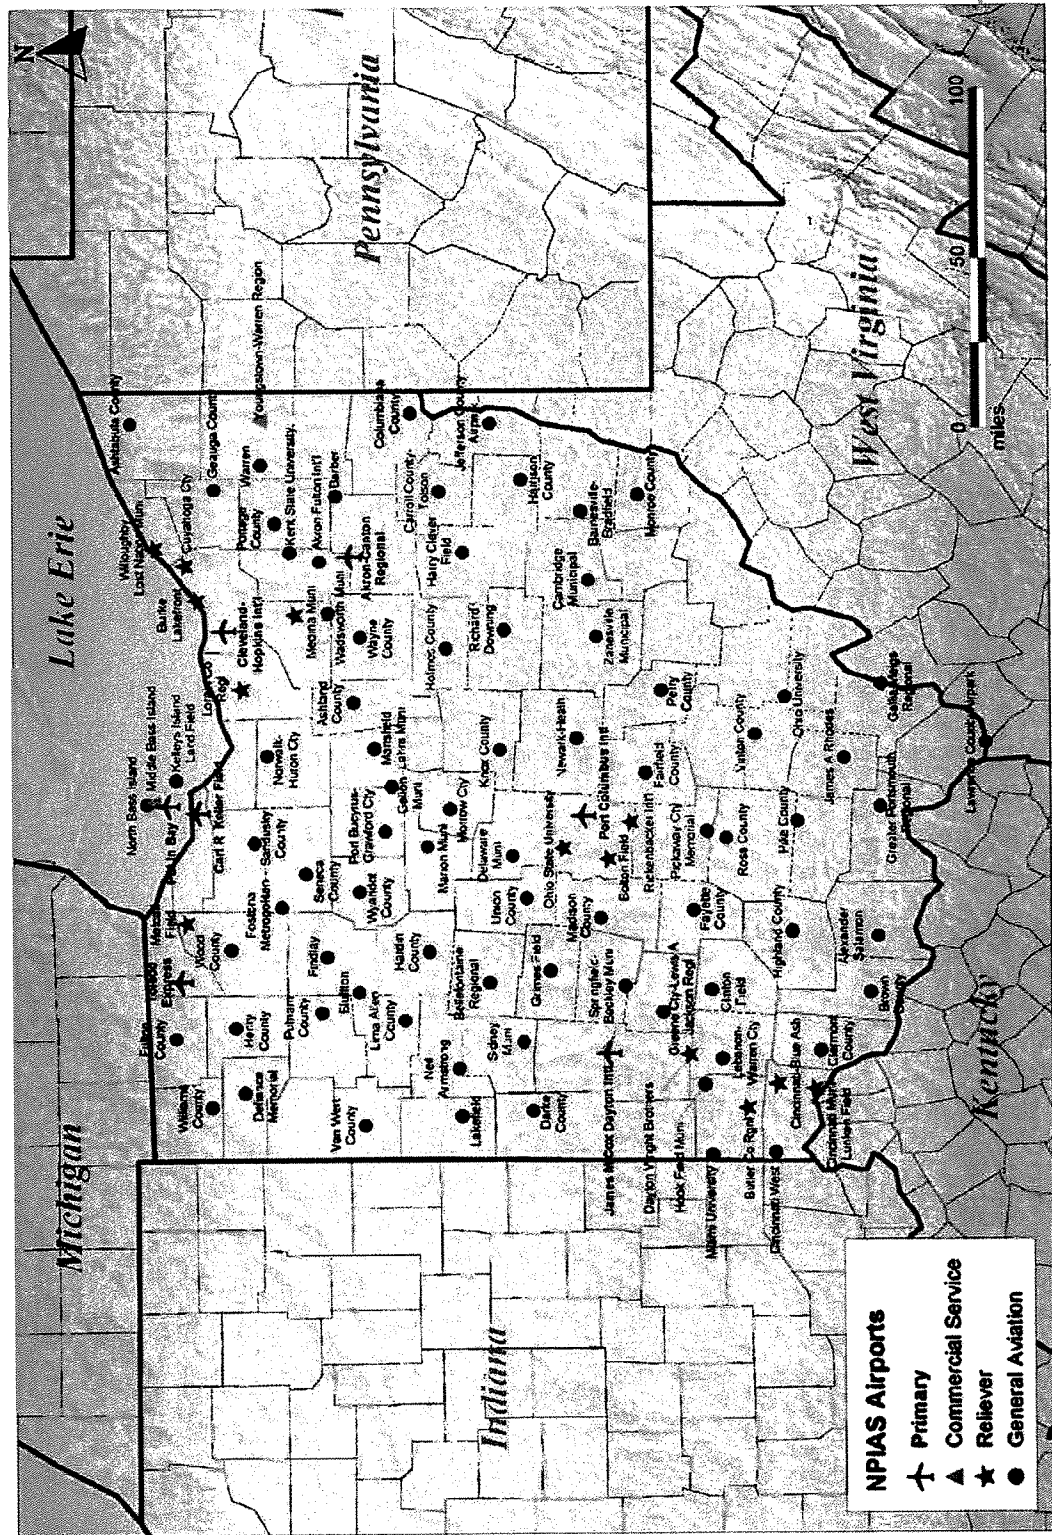 N
Michigan
Lake Erie
Pennsylvania
Indiana
West Virginia
Kentucky
Williams
County
Fulton
County
Toledo
Express
Metcalf
Field
Wood
County
Henry
County
Defiance
Memorial
Putnam
County
Van Wert
County
Findlay
Bluffton
Lima Allen
County
Fostoria
Metropolitan
Seneca
County
Sandusky
County
Wyandot
County
Hardin
County
Port Bucyrus-
Crawford Cty
Galion
Muni
Marion Muni
Morrow Cty
North Bass Island
Middle Bass Island
Kelleys Island
Land Field
Put In Bay
Carl R Keller Field
Norwalk-
Huron Cty
Lorain Co
Regl
Cleveland-
Hopkins Int'l
Burke
Lakefront
Willoughby
Lost Nation Muni
Cuyahoga Cty
Ashtabula County
Geauga County
Youngstown-Warren Region
Warren
Portage
County
Kent State University
Akron Fulton Int'l
Barber
Akron-Canton
Regional
Medina Muni
Wadsworth Muni
Wayne
County
Ashland
County
Mansfield
Lahm Muni
Holmes County
Richard
Downing
Harry Clever
Field
Carroll County-
Tolson
Columbiana
County
Jefferson County
Airpark
Harrison
County
Barnesville-
Bradfield
Monroe County
Cambridge
Municipal
Zanesville
Municipal
Knox County
Newark-Heath
Delaware
Muni
Union
County
Ohio State University
Port Columbus Int'l
Bolton Field
Rickenbacker Int'l
Madison
County
Pickaway Cty
Memorial
Fairfield
County
Perry
County
Vinton County
Ohio University
James A Rhodes
Gallia-Meigs
Regional
Lawrence County Airpark
Greater Portsmouth
Regional
Pike County
Ross County
Fayette
County
Highland County
Alexander
Salamon
Brown
County
Clermont
County
Clinton
Field
Greene Cty-Lewis A
Jackson Regl
Springfield-
Beckley Muni
Grimes Field
Bellefontaine
Regional
Sidney
Muni
Neil
Armstrong
Lakefield
Darke
County
James M Cox Dayton Int'l
Dayton Wright Brothers
Hook Field Muni
Miami University
Butler Co Rgnl
Cincinnati West
Lebanon-
Warren Cty
Cincinnati-Blue Ash
Cincinnati Muni
Lunken Field
NPIAS Airports
Primary
Commercial Service
Reliever
General Aviation
0
50
100
miles